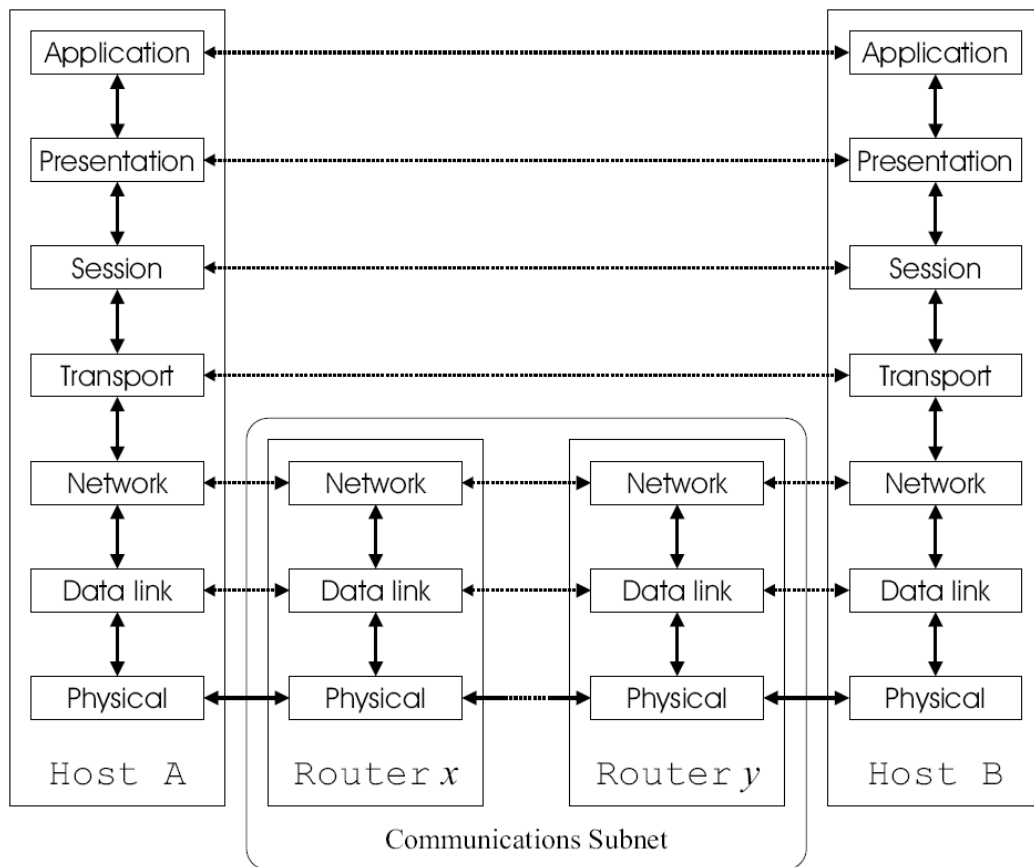 Application Application
Presentation Presentation
Session Session
Transport Transport
Network Network Network Network
Data link Data link Data link Data link
Physical Physical Physical Physical
Host A Router x Router y Host B
Communications Subnet